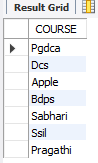 Result Grid
COURSE
Pgdca
Dcs
Apple
Bdps
Sabhari
Ssil
Pragathi